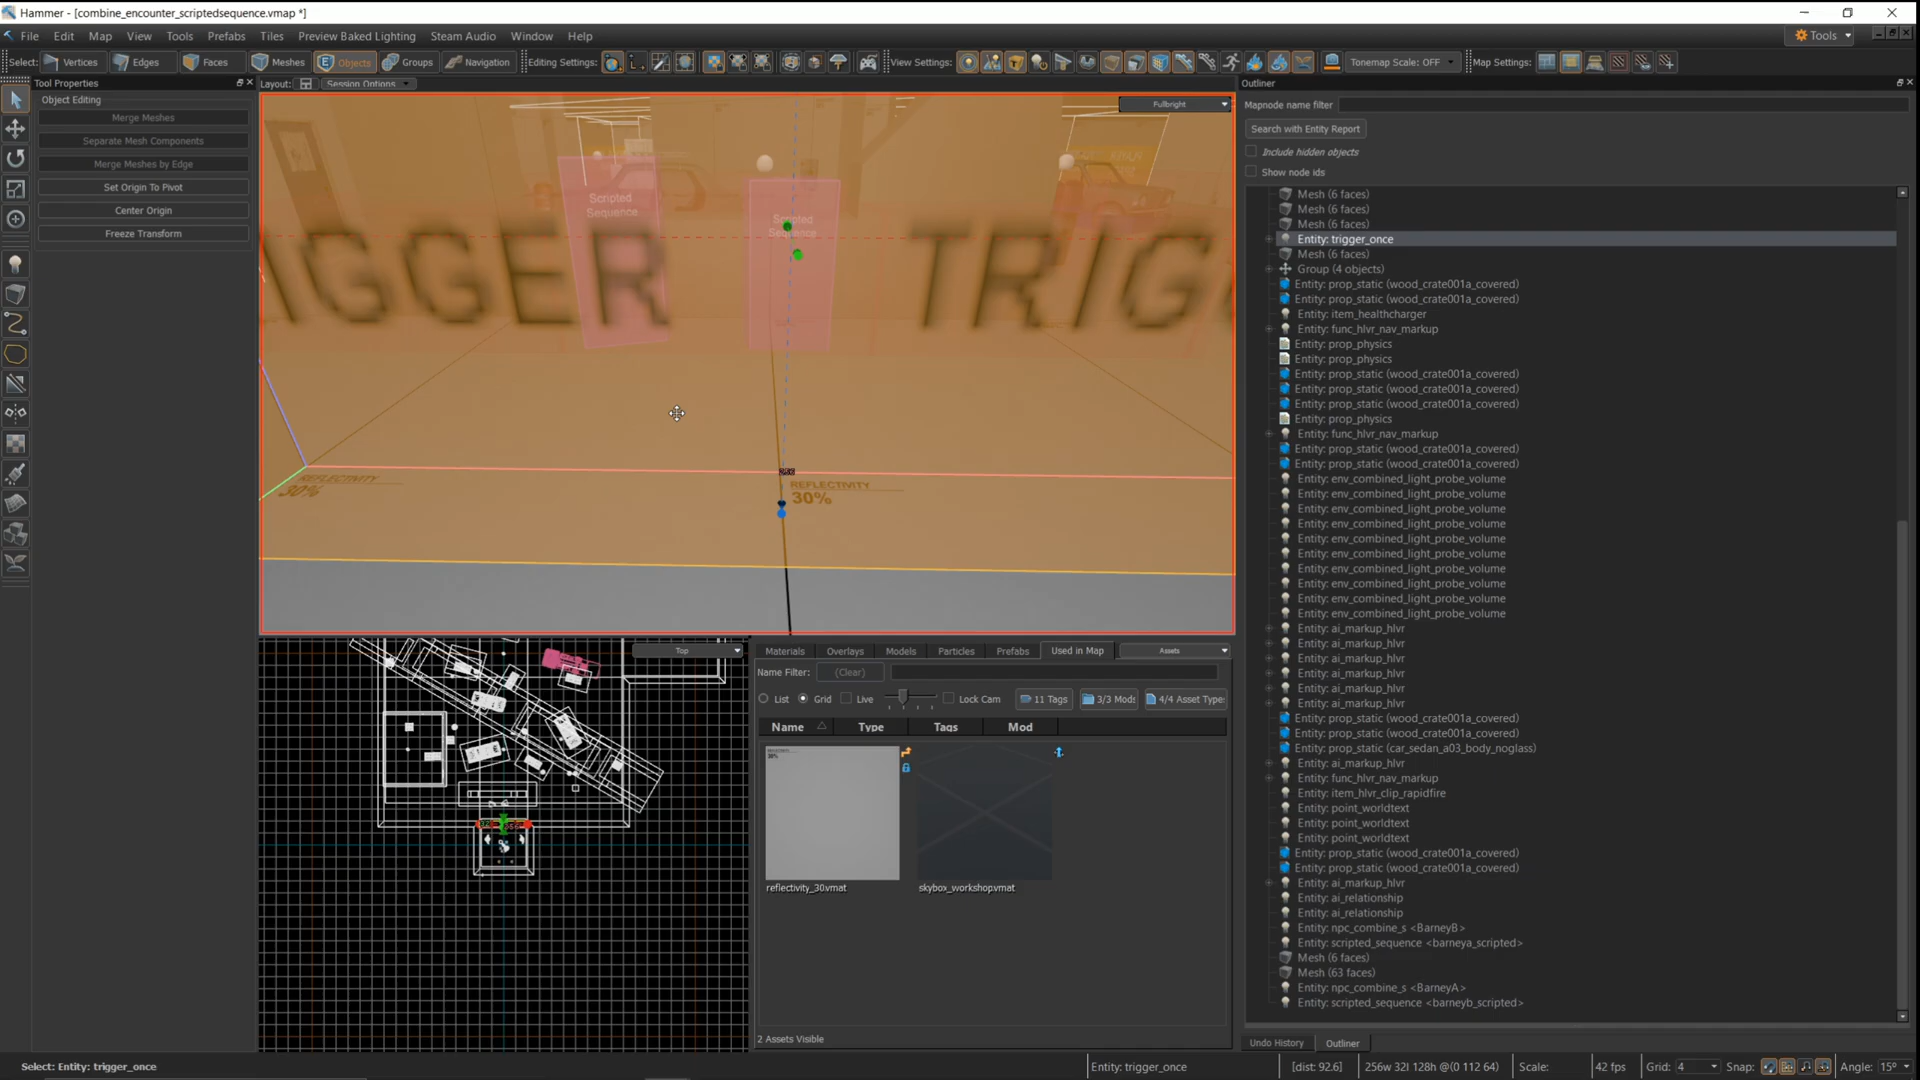 Hammer - [combine_encounter_scriptedsequence.vmap *]
File Edit Map View Tools Prefabs Tiles Preview Baked Lighting Steam Audio Window Help
Tools
Select: Vertices Edges Faces Meshes Objects Groups Navigation Editing Settings: View Settings: Tonemap Scale: OFF Map Settings:
Tool Properties
Object Editing
Merge Meshes
Separate Mesh Components
Merge Meshes by Edge
Set Origin To Pivot
Center Origin
Freeze Transform
Layout: Session Options
Fullbright
Scripted
Sequence
Scripted
Sequence
IGGER TRIG
REFLECTIVITY
30%
REFLECTIVITY
30%
Top
Materials Overlays Models Particles Prefabs Used in Map Assets
Name Filter: (Clear)
List Grid Live Lock Cam 11 Tags 3/3 Mods 4/4 Asset Types
Name Type Tags Mod
reflectivity_30.vmat skybox_workshop.vmat
2 Assets Visible
Outliner
Mapnode name filter
Search with Entity Report
Include hidden objects
Show node ids
Mesh (6 faces)
Mesh (6 faces)
Mesh (6 faces)
Entity: trigger_once
Mesh (6 faces)
Group (4 objects)
Entity: prop_static (wood_crate001a_covered)
Entity: prop_static (wood_crate001a_covered)
Entity: item_healthcharger
Entity: func_hlvr_nav_markup
Entity: prop_physics
Entity: prop_physics
Entity: prop_static (wood_crate001a_covered)
Entity: prop_static (wood_crate001a_covered)
Entity: prop_static (wood_crate001a_covered)
Entity: prop_physics
Entity: func_hlvr_nav_markup
Entity: prop_static (wood_crate001a_covered)
Entity: prop_static (wood_crate001a_covered)
Entity: env_combined_light_probe_volume
Entity: env_combined_light_probe_volume
Entity: env_combined_light_probe_volume
Entity: env_combined_light_probe_volume
Entity: env_combined_light_probe_volume
Entity: env_combined_light_probe_volume
Entity: env_combined_light_probe_volume
Entity: env_combined_light_probe_volume
Entity: env_combined_light_probe_volume
Entity: env_combined_light_probe_volume
Entity: ai_markup_hlvr
Entity: ai_markup_hlvr
Entity: ai_markup_hlvr
Entity: ai_markup_hlvr
Entity: ai_markup_hlvr
Entity: ai_markup_hlvr
Entity: prop_static (wood_crate001a_covered)
Entity: prop_static (wood_crate001a_covered)
Entity: prop_static (car_sedan_a03_body_noglass)
Entity: ai_markup_hlvr
Entity: func_hlvr_nav_markup
Entity: item_hlvr_clip_rapidfire
Entity: point_worldtext
Entity: point_worldtext
Entity: point_worldtext
Entity: prop_static (wood_crate001a_covered)
Entity: prop_static (wood_crate001a_covered)
Entity: ai_markup_hlvr
Entity: ai_relationship
Entity: ai_relationship
Entity: npc_combine_s <BarneyB>
Entity: scripted_sequence <barneya_scripted>
Mesh (6 faces)
Mesh (63 faces)
Entity: npc_combine_s <BarneyA>
Entity: scripted_sequence <barneyb_scripted>
Undo History Outliner
Select: Entity: trigger_once Entity: trigger_once [dist: 92.6] 256w 32l 128h @(0 112 64) Scale: 42 fps Grid: 4 Snap: Angle: 15°